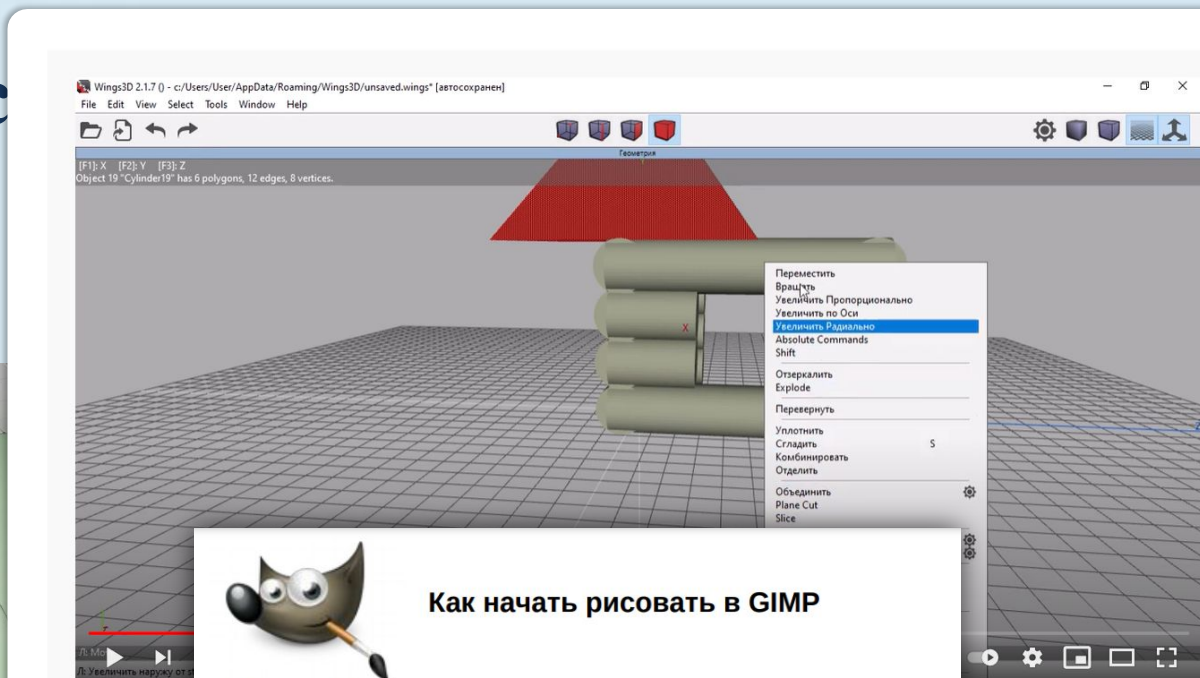 Wings3D 2.1.7 () - c:/Users/User/AppData/Roaming/Wings3D/unsaved.wings* [автосохранен]
File Edit View Select Tools Window Help
Геометрия
[F1]: X [F2]: Y [F3]: Z
Object 19 "Cylinder19" has 6 polygons, 12 edges, 8 vertices.
Переместить
Вращать
Увеличить Пропорционально
Увеличить по Оси
X
Увеличить Радиально
Absolute Commands
Shift
Отзеркалить
Explode
Перевернуть
Уплотнить
Сгладить S
Комбинировать
Отделить
Объединить
Plane Cut
Slice
Как начать рисовать в GIMP
Л: Увеличить наружу от